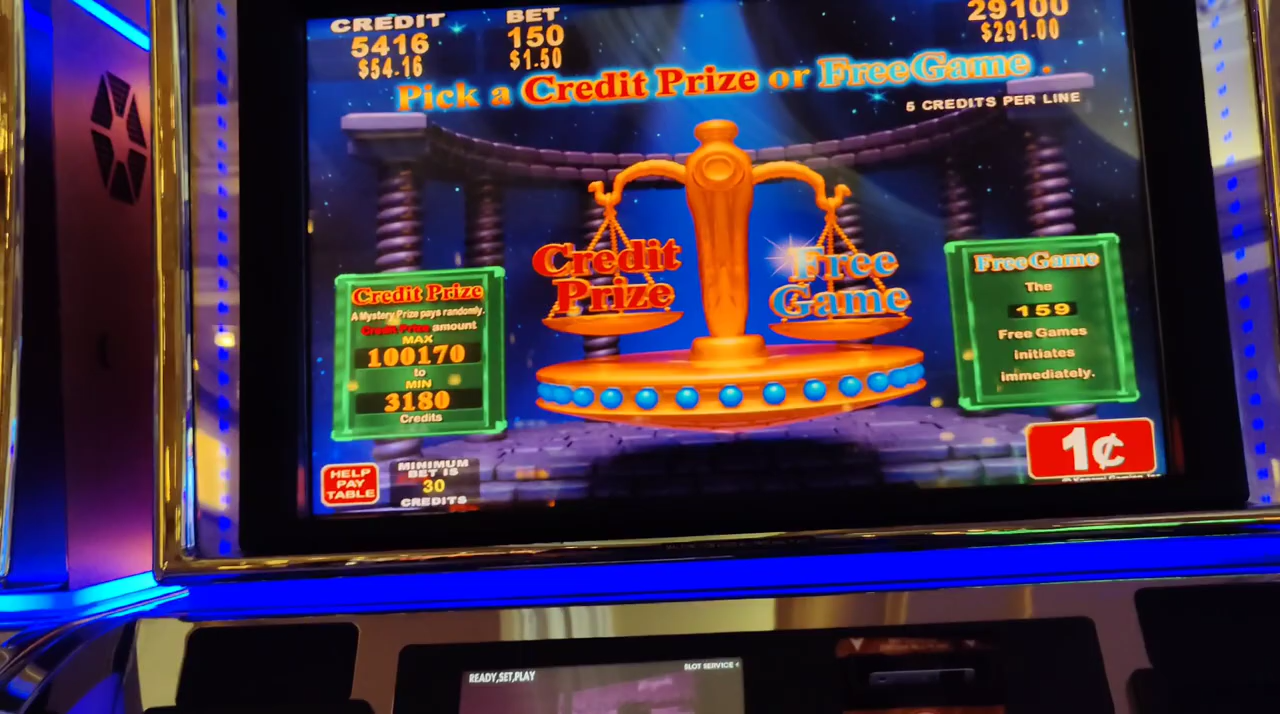 CREDIT
5416
$54.16
BET
150
$1.50
29100
$291.00
Pick a Credit Prize or Free Game .
5 CREDITS PER LINE
Credit
Prize
Free
Game
Credit Prize
A Mystery Prize pays randomly.
Credit Prize amount
MAX
100170
to
MIN
3180
Credits
Free Game
The
159
Free Games
initiates
immediately.
HELP
PAY
TABLE
MINIMUM
BET IS
30
CREDITS
1¢
READY,SET,PLAY
SLOT SERVICE